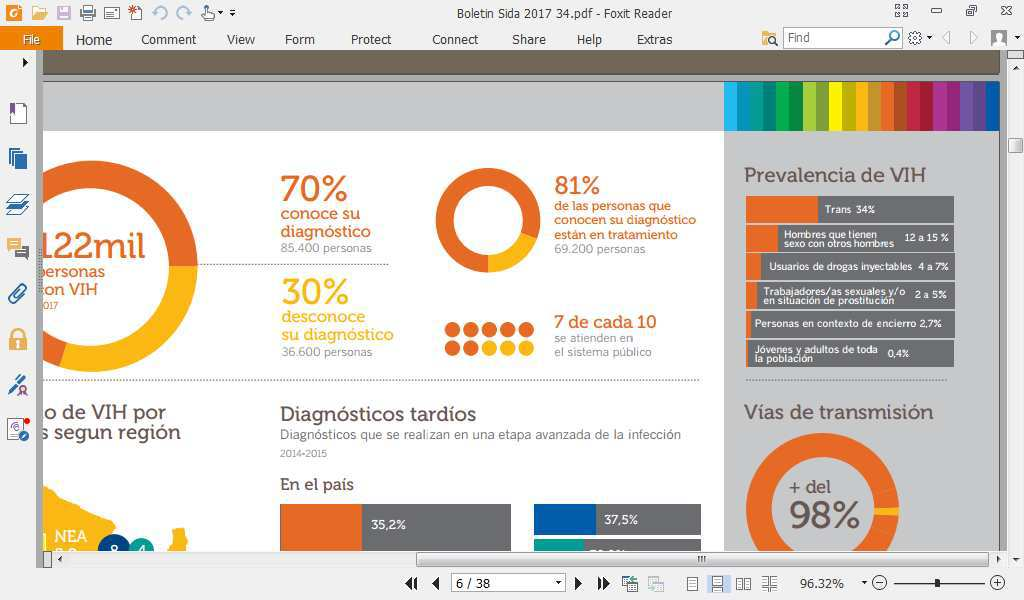 Boletin Sida 2017 34.pdf - Foxit Reader
File
Home
Comment
View
Form
Protect
Connect
Share
Help
Extras
Find
122mil
personas
con VIH
2017
70%
conoce su
diagnóstico
85.400 personas
30%
desconoce
su diagnóstico
36.600 personas
81%
de las personas que
conocen su diagnóstico
están en tratamiento
69.200 personas
7 de cada 10
se atienden en
el sistema público
Prevalencia de VIH
Trans 34%
Hombres que tienen
sexo con otros hombres 12 a 15 %
Usuarios de drogas inyectables 4 a 7%
Trabajadores/as sexuales y/o
en situación de prostitución 2 a 5%
Personas en contexto de encierro 2,7%
Jóvenes y adultos de toda
la población 0,4%
o de VIH por
s segun región
NEA
8
4
Diagnósticos tardíos
Diagnósticos que se realizan en una etapa avanzada de la infección
2014-2015
En el país
35,2%
37,5%
Vías de transmisión
+ del
98%
6 / 38
96.32%